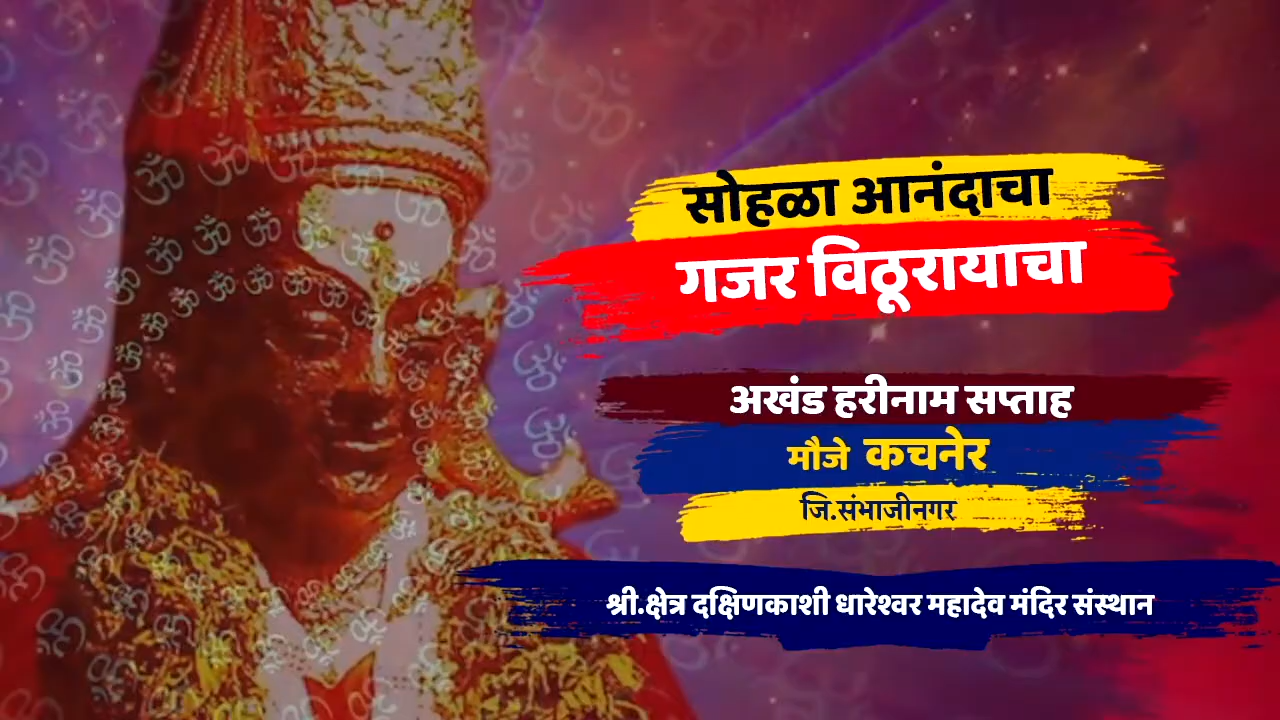 सोहळा आनंदाचा
गजर विठूरायाचा
अखंड हरीनाम सप्ताह
मौजे कचनेर
जि.संभाजीनगर
श्री.क्षेत्र दक्षिणकाशी धारेश्वर महादेव मंदिर संस्थान